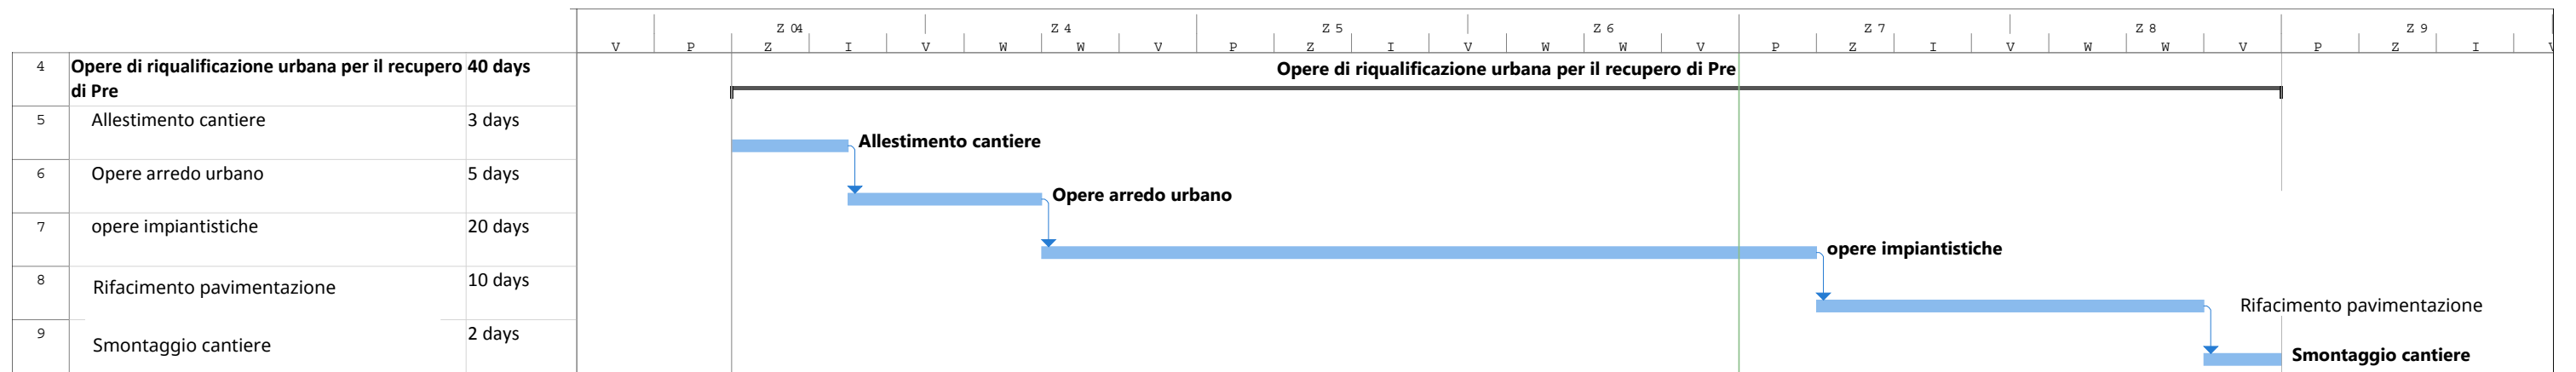 Z 04 Z 4 Z 5 Z 6 Z 7 Z 8 Z 9
V P Z I V W W V P Z I V W W V P Z I V W W V P Z I
4 Opere di riqualificazione urbana per il recupero 40 days
di Pre
Opere di riqualificazione urbana per il recupero di Pre
5 Allestimento cantiere 3 days
Allestimento cantiere
6 Opere arredo urbano 5 days
Opere arredo urbano
7 opere impiantistiche 20 days
opere impiantistiche
8 Rifacimento pavimentazione 10 days
Rifacimento pavimentazione
9 Smontaggio cantiere 2 days
Smontaggio cantiere